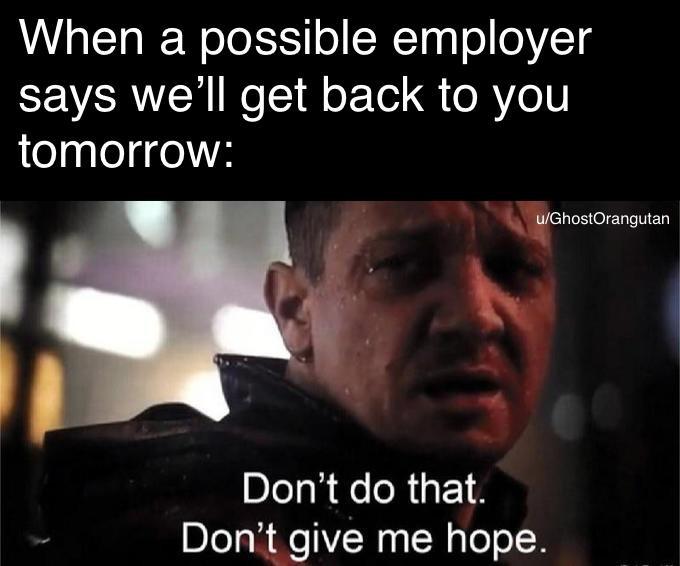 When a possible employer
says we’ll get back to you
tomorrow:
u/GhostOrangutan
Don’t do that.
Don’t give me hope.